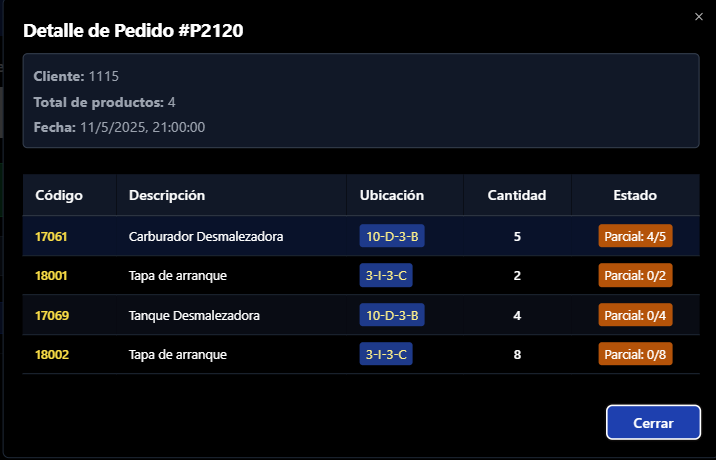 ×
Detalle de Pedido #P2120
Cliente: 1115
Total de productos: 4
Fecha: 11/5/2025, 21:00:00
Código Descripción Ubicación Cantidad Estado
17061 Carburador Desmalezadora 10-D-3-B 5 Parcial: 4/5
18001 Tapa de arranque 3-I-3-C 2 Parcial: 0/2
17069 Tanque Desmalezadora 10-D-3-B 4 Parcial: 0/4
18002 Tapa de arranque 3-I-3-C 8 Parcial: 0/8
Cerrar